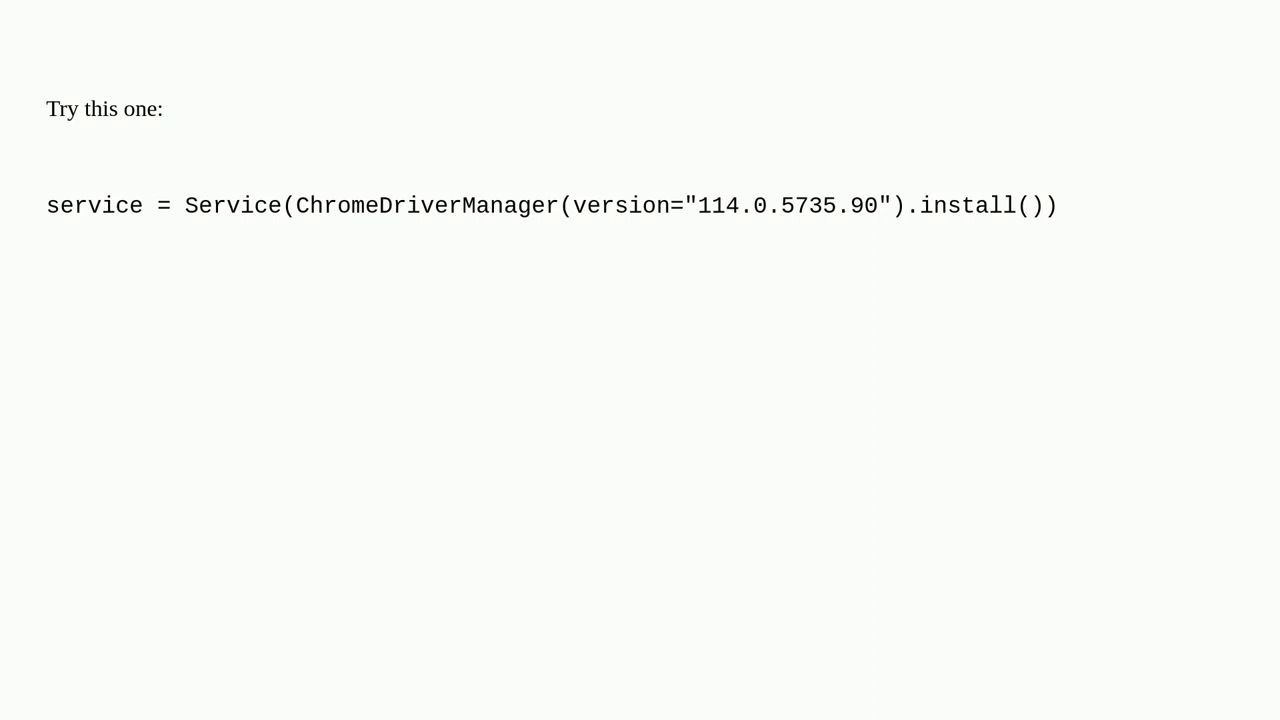 Try this one:
service = Service(ChromeDriverManager(version="114.0.5735.90").install())